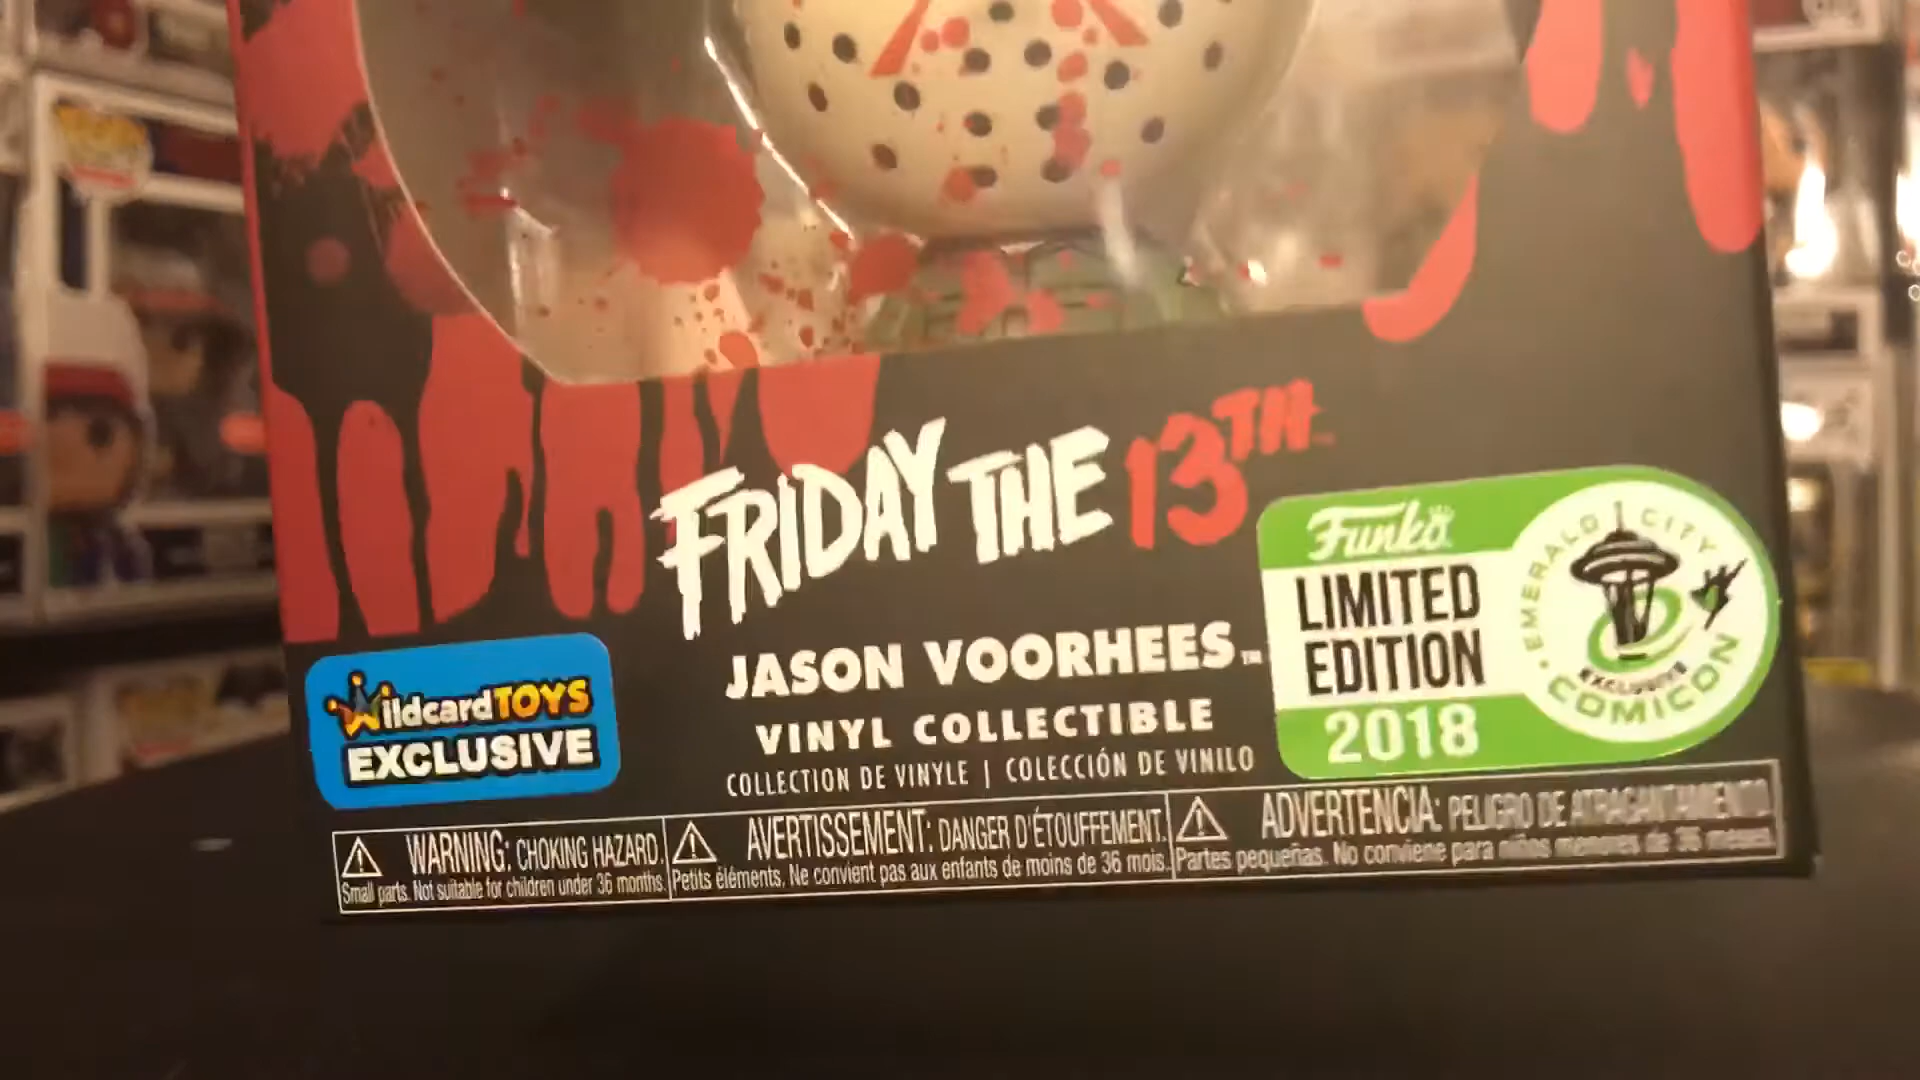 FRIDAY THE 13TH
JASON VOORHEES™
VINYL COLLECTIBLE
COLLECTION DE VINYLE | COLECCIÓN DE VINILO
WildcardTOYS
EXCLUSIVE
Funko
LIMITED
EDITION
2018
EMERALD CITY
EXCLUSIVE
COMICON
WARNING: CHOKING HAZARD.
Small parts. Not suitable for children under 36 months.
AVERTISSEMENT: DANGER D'ÉTOUFFEMENT.
Petits éléments. Ne convient pas aux enfants de moins de 36 mois.
ADVERTENCIA: PELIGRO DE ATRAGANTAMIENTO.
Partes pequeñas. No conviene para niños menores de 36 meses.